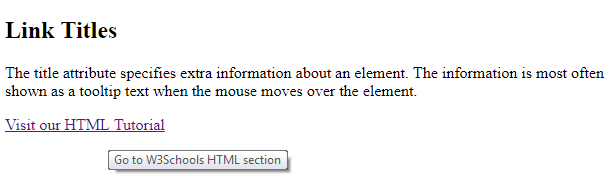 Link Titles
The title attribute specifies extra information about an element. The information is most often
shown as a tooltip text when the mouse moves over the element.
Visit our HTML Tutorial
Go to W3Schools HTML section